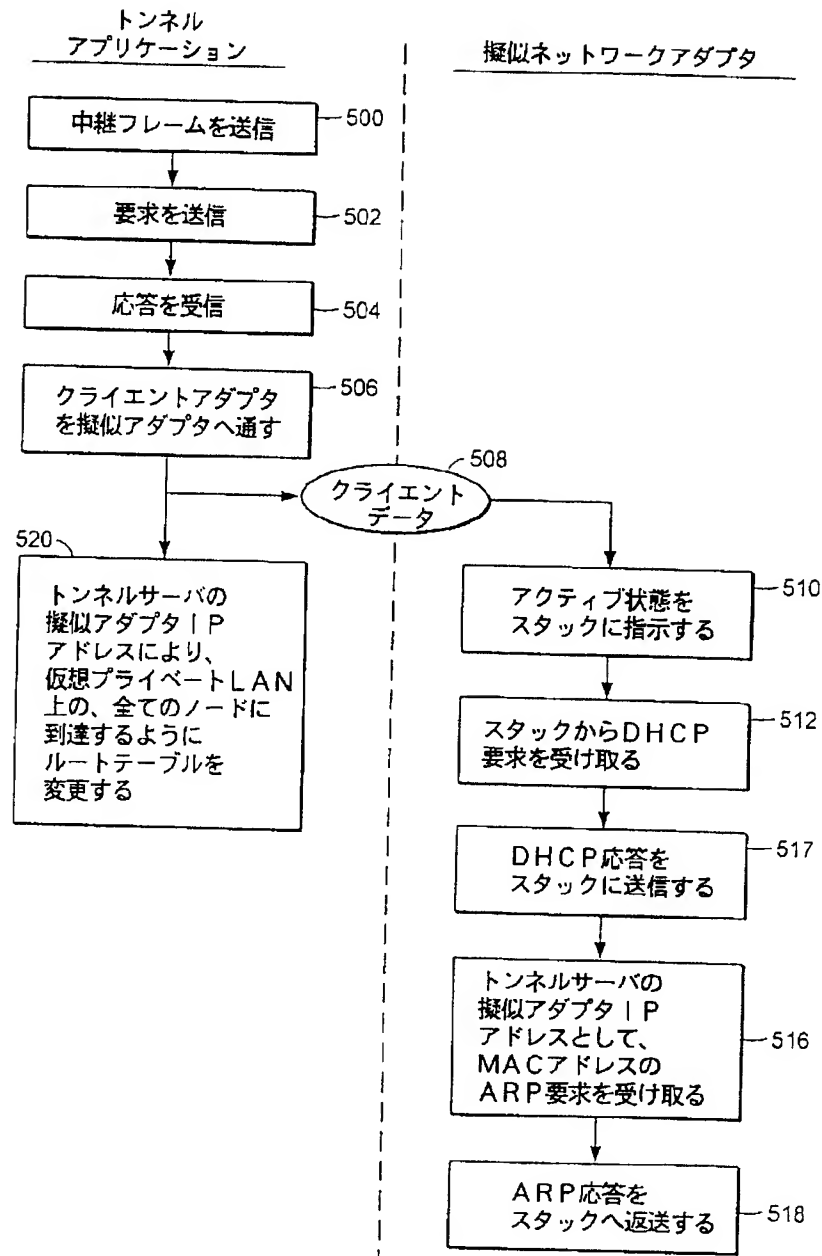 トンネル
アプリケーション
擬似ネットワークアダプタ
中継フレームを送信
500
要求を送信
502
応答を受信
504
クライエントアダプタ
を擬似アダプタへ通す
506
クライエント
データ
508
520
トンネルサーバの
擬似アダプタIP
アドレスにより、
仮想プライベートLAN
上の、全てのノードに
到達するように
ルートテーブルを
変更する
アクティブ状態を
スタックに指示する
510
スタックからDHCP
要求を受け取る
512
DHCP応答を
スタックに送信する
517
トンネルサーバの
擬似アダプタIP
アドレスとして、
MACアドレスの
ARP要求を受け取る
516
ARP応答を
スタックへ返送する
518